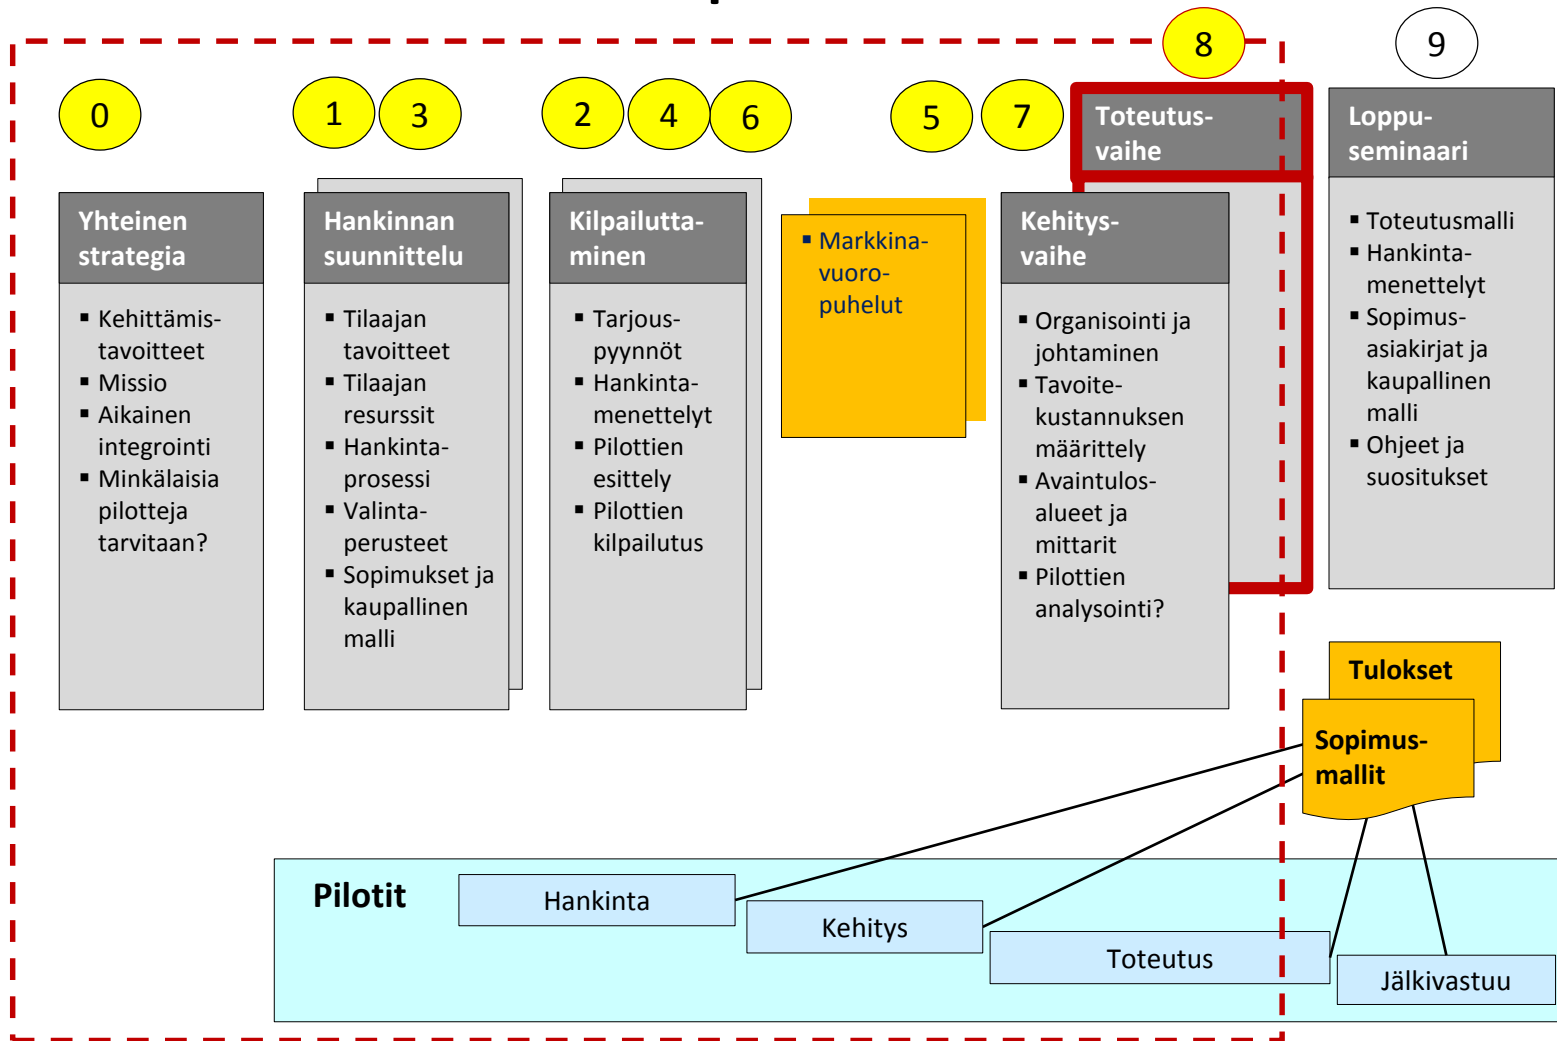 0
1
3
2
4
6
5
7
8
9
Yhteinen
strategia
▪ Kehittämis-
tavoitteet
▪ Missio
▪ Aikainen
integrointi
▪ Minkälaisia
pilotteja
tarvitaan?
Hankinnan
suunnittelu
▪ Tilaajan
tavoitteet
▪ Tilaajan
resurssit
▪ Hankinta-
prosessi
▪ Valinta-
perusteet
▪ Sopimukset ja
kaupallinen
malli
Kilpailutta-
minen
▪ Tarjous-
pyynnöt
▪ Hankinta-
menettelyt
▪ Pilottien
esittely
▪ Pilottien
kilpailutus
▪ Markkina-
vuoro-
puhelut
Toteutus-
vaihe
Kehitys-
vaihe
▪ Organisointi ja
johtaminen
▪ Tavoite-
kustannuksen
määrittely
▪ Avaintulos-
alueet ja
mittarit
▪ Pilottien
analysointi?
Loppu-
seminaari
▪ Toteutusmalli
▪ Hankinta-
menettelyt
▪ Sopimus-
asiakirjat ja
kaupallinen
malli
▪ Ohjeet ja
suositukset
Tulokset
Sopimus-
mallit
Pilotit
Hankinta
Kehitys
Toteutus
Jälkivastuu